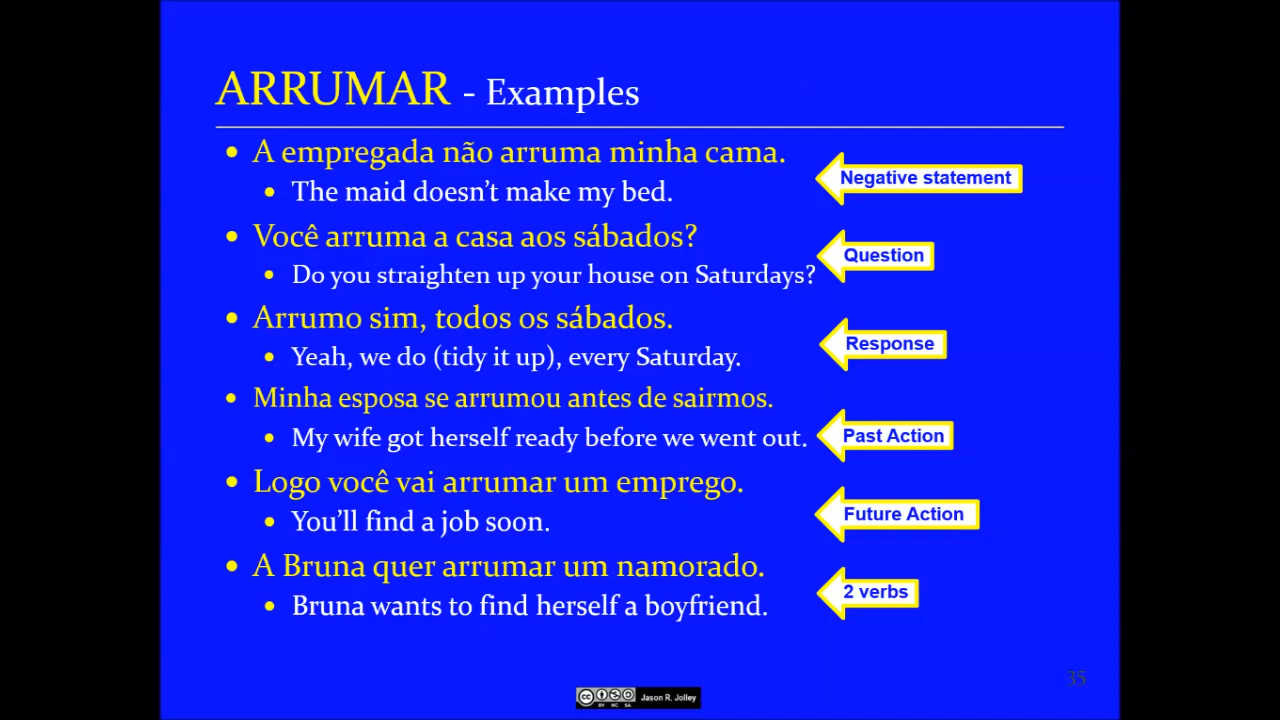 ARRUMAR - Examples
• A empregada não arruma minha cama.
• The maid doesn't make my bed.
Negative statement
• Você arruma a casa aos sábados?
• Do you straighten up your house on Saturdays?
Question
• Arrumo sim, todos os sábados.
• Yeah, we do (tidy it up), every Saturday.
Response
• Minha esposa se arrumou antes de sairmos.
• My wife got herself ready before we went out.
Past Action
• Logo você vai arrumar um emprego.
• You'll find a job soon.
Future Action
• A Bruna quer arrumar um namorado.
• Bruna wants to find herself a boyfriend.
2 verbs
35
cc BY NC SA Jason R. Jolley